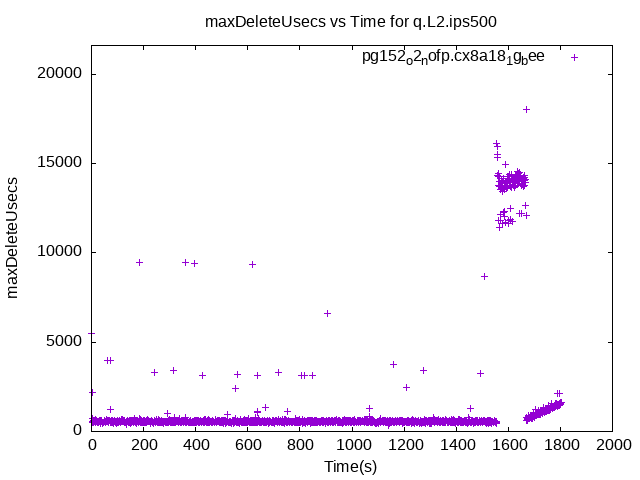 maxDeleteUsecs vs Time for q.L2.ips500
pg152_o2_nofp.cx8a18_1g_bee
maxDeleteUsecs
20000
15000
10000
5000
0
0 200 400 600 800 1000 1200 1400 1600 1800 2000
Time(s)